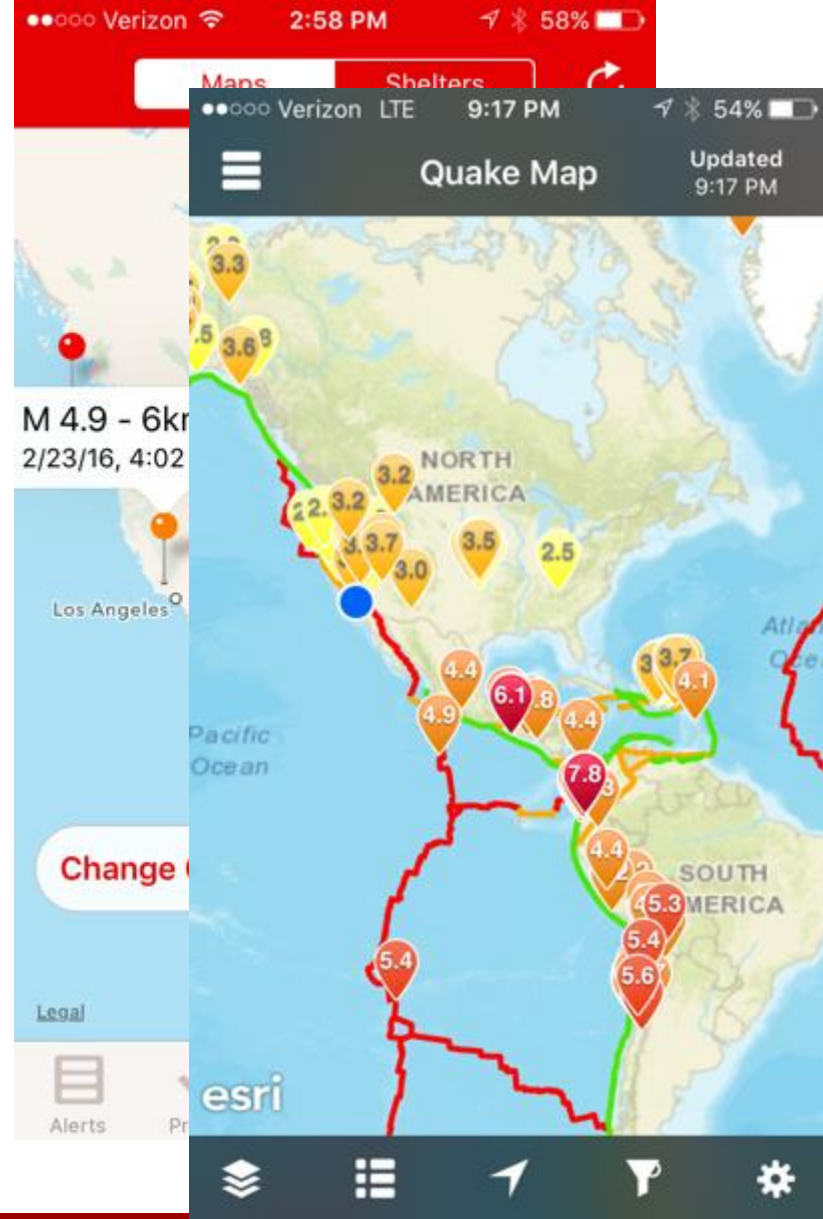 Verizon 2:58 PM 58%
Maps Shelters
M 4.9 -
2/23/16, 4:02
Los Angeles
Change
Legal
Alerts
Verizon LTE 9:17 PM 54%
Quake Map
Updated
9:17 PM
3.3
3.6
NORTH
AMERICA
3.2
3.2
3.7
3.0
3.5
2.5
Atlan
Ocea
4.4
6.1
.8
4.9
4.4
3.7
4.1
Pacific
Ocean
7.8
4.4
SOUTH
MERICA
5.3
5.4
5.6
5.4
esri